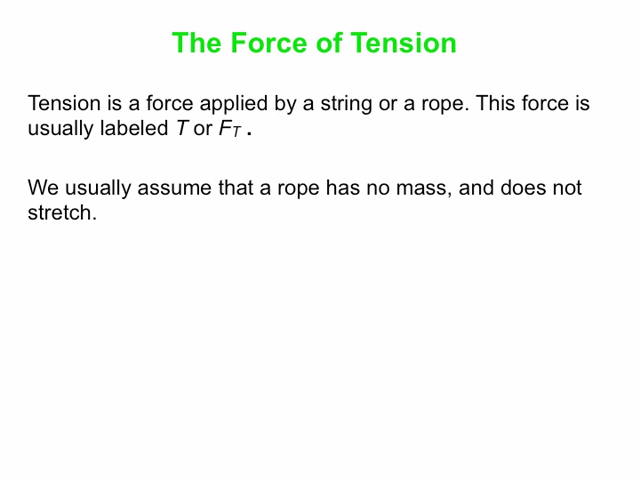 The Force of Tension
Tension is a force applied by a string or a rope. This force is
usually labeled T or F_T .
We usually assume that a rope has no mass, and does not
stretch.